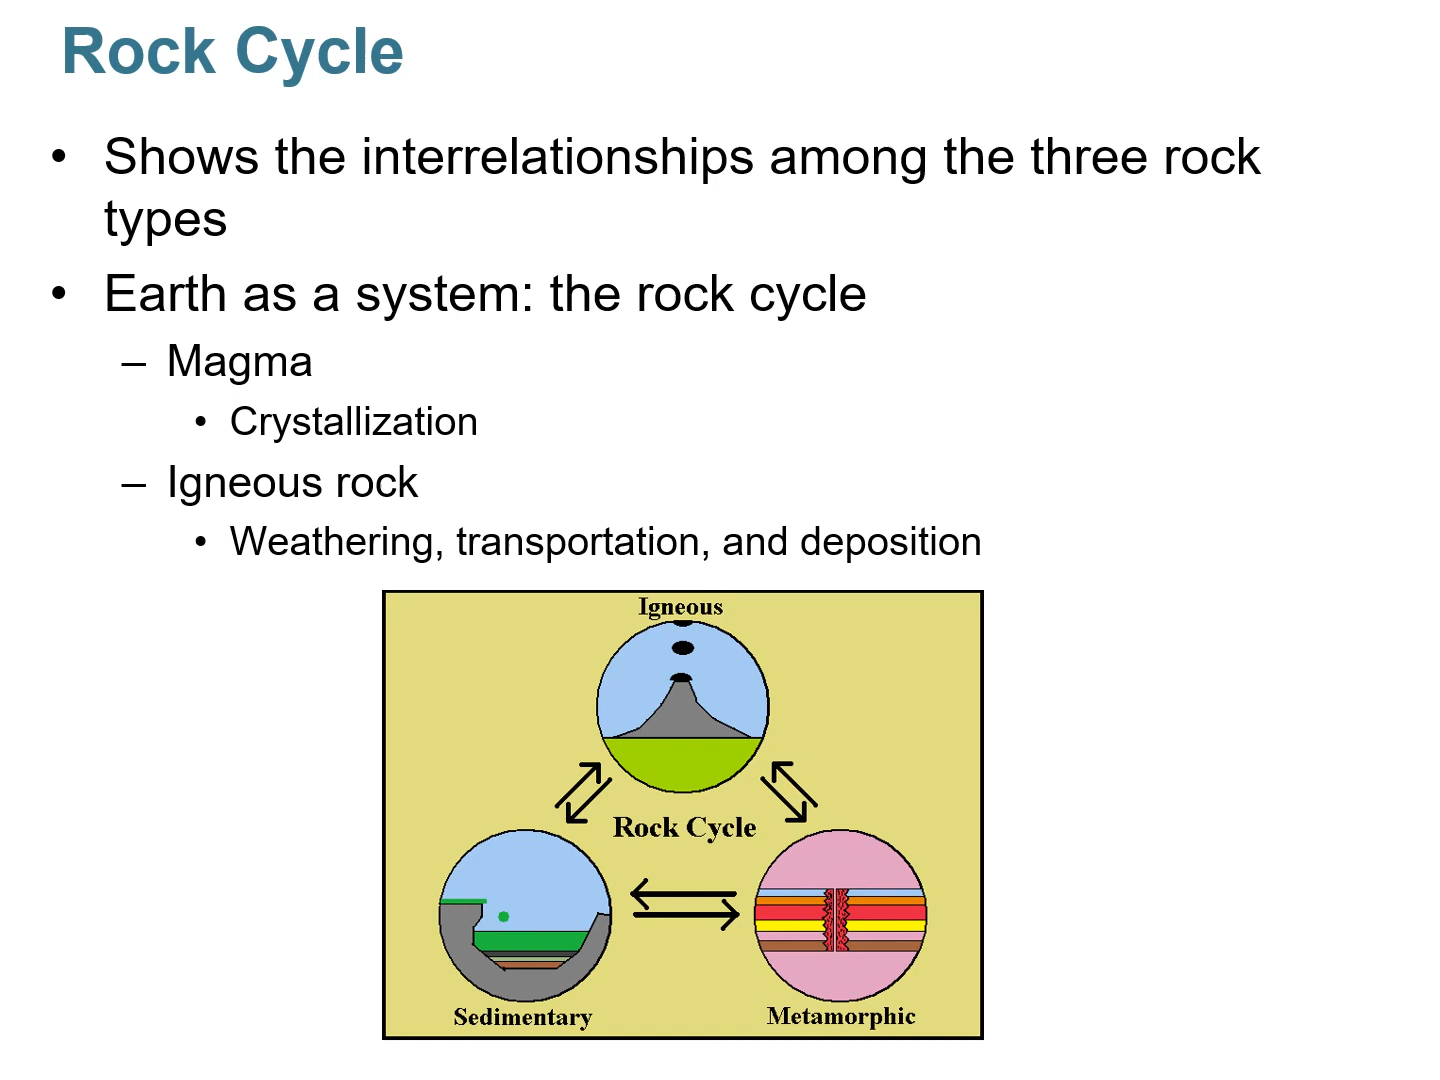 Rock Cycle
• Shows the interrelationships among the three rock
types
• Earth as a system: the rock cycle
– Magma
• Crystallization
– Igneous rock
• Weathering, transportation, and deposition
Igneous
Rock Cycle
Sedimentary
Metamorphic